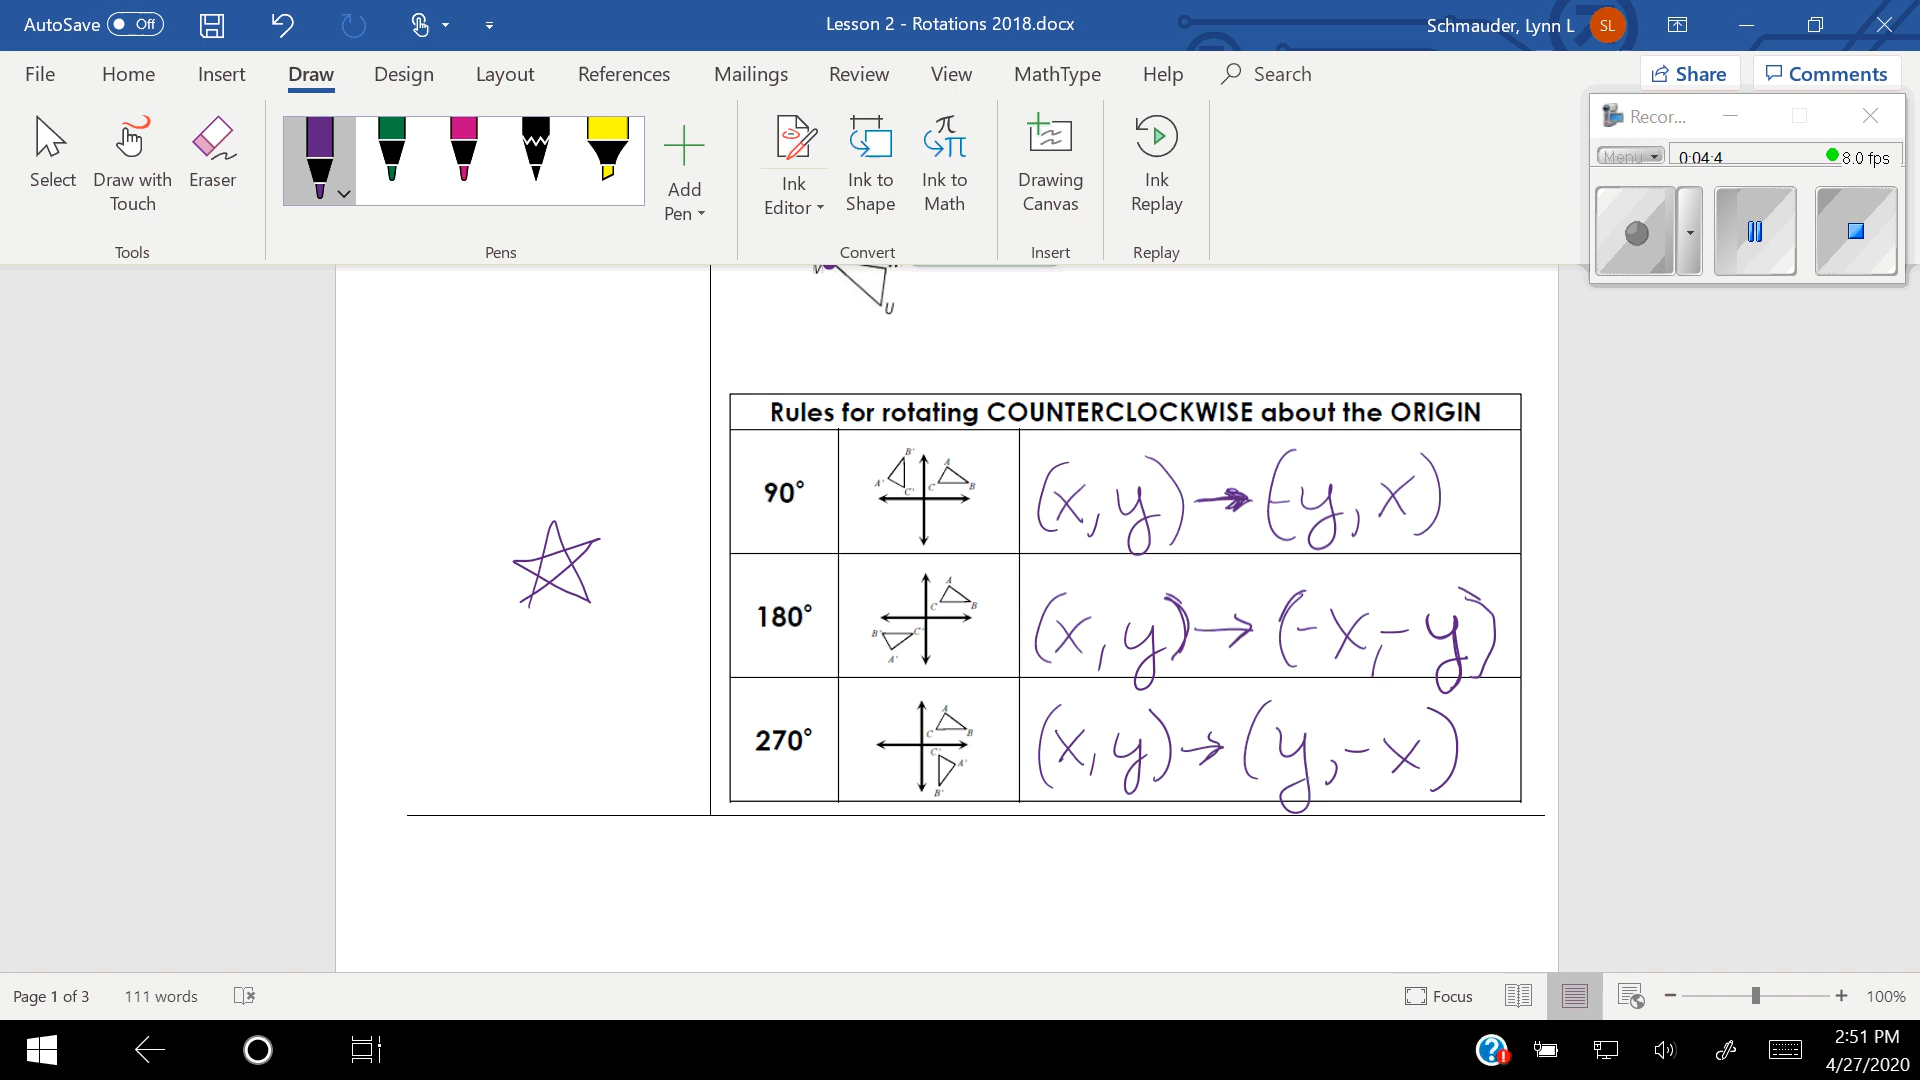 AutoSave Off
Lesson 2 - Rotations 2018.docx
Schmauder, Lynn L SL
File Home Insert Draw Design Layout References Mailings Review View MathType Help Search
Share Comments
Select
Draw with Touch
Eraser
Tools
Pens
Add Pen
Ink Editor
Ink to Shape
Ink to Math
Convert
Drawing Canvas
Insert
Ink Replay
Replay
Recor...
Menu 0:04:4 8.0 fps
U
Rules for rotating COUNTERCLOCKWISE about the ORIGIN
90°
B'
A
A' C' C B
(x, y) → (-y, x)
180°
A
C B
B' C'
A'
(x, y) → (-x, -y)
270°
A
C B
C' A'
B'
(x, y) → (y, -x)
Page 1 of 3 111 words
Focus
100%
2:51 PM
4/27/2020